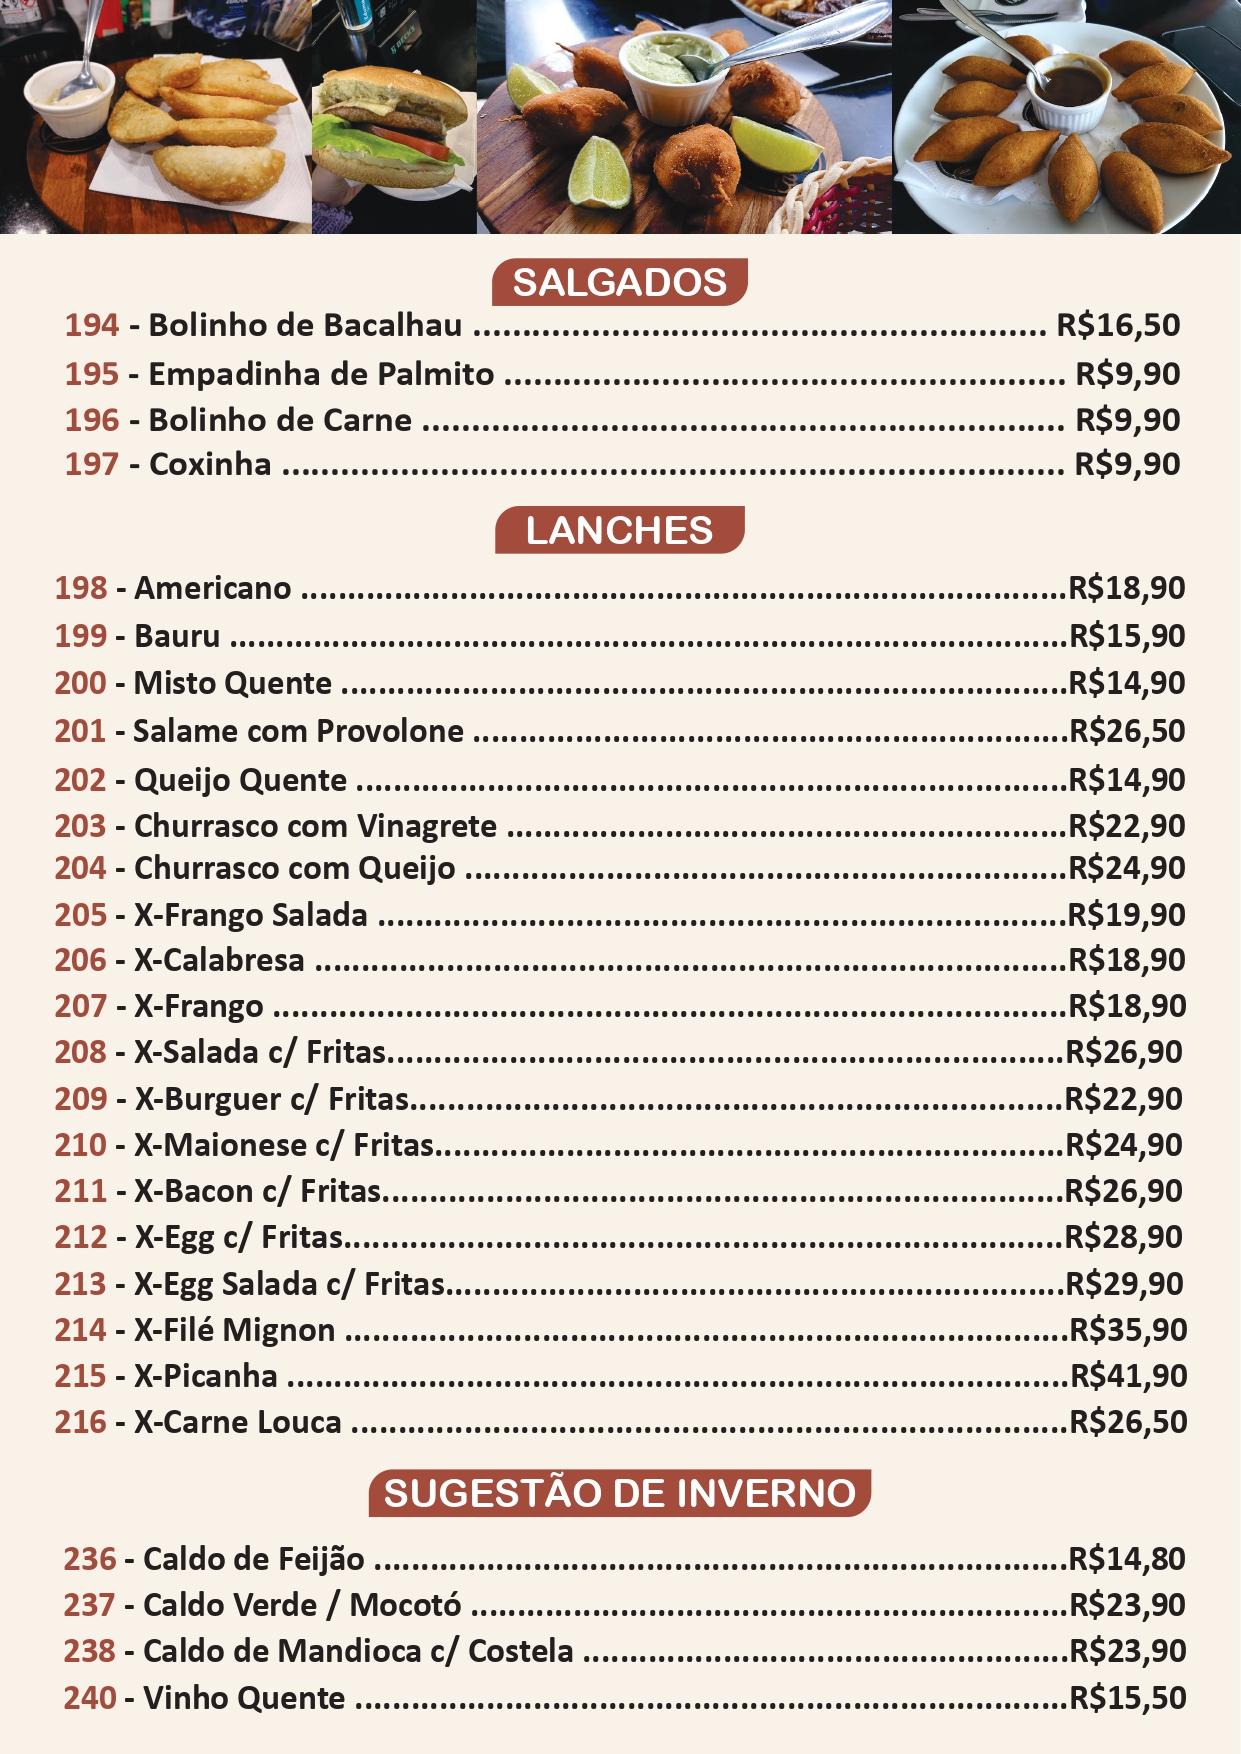 SALGADOS
194 - Bolinho de Bacalhau ........................................................ R$16,50
195 - Empadinha de Palmito ....................................................... R$9,90
196 - Bolinho de Carne ............................................................... R$9,90
197 - Coxinha ............................................................................. R$9,90
LANCHES
198 - Americano ................................................................................R$18,90
199 - Bauru ........................................................................................R$15,90
200 - Misto Quente ............................................................................R$14,90
201 - Salame com Provolone ..............................................................R$26,50
202 - Queijo Quente ..........................................................................R$14,90
203 - Churrasco com Vinagrete ..........................................................R$22,90
204 - Churrasco com Queijo ...............................................................R$24,90
205 - X-Frango Salada ........................................................................R$19,90
206 - X-Calabresa ..............................................................................R$18,90
207 - X-Frango ...................................................................................R$18,90
208 - X-Salada c/ Fritas.......................................................................R$26,90
209 - X-Burguer c/ Fritas....................................................................R$22,90
210 - X-Maionese c/ Fritas..................................................................R$24,90
211 - X-Bacon c/ Fritas.......................................................................R$26,90
212 - X-Egg c/ Fritas...........................................................................R$28,90
213 - X-Egg Salada c/ Fritas.................................................................R$29,90
214 - X-Filé Mignon ...........................................................................R$35,90
215 - X-Picanha .................................................................................R$41,90
216 - X-Carne Louca ...........................................................................R$26,50
SUGESTÃO DE INVERNO
236 - Caldo de Feijão ........................................................................R$14,80
237 - Caldo Verde / Mocotó ..............................................................R$23,90
238 - Caldo de Mandioca c/ Costela ..................................................R$23,90
240 - Vinho Quente ..........................................................................R$15,50